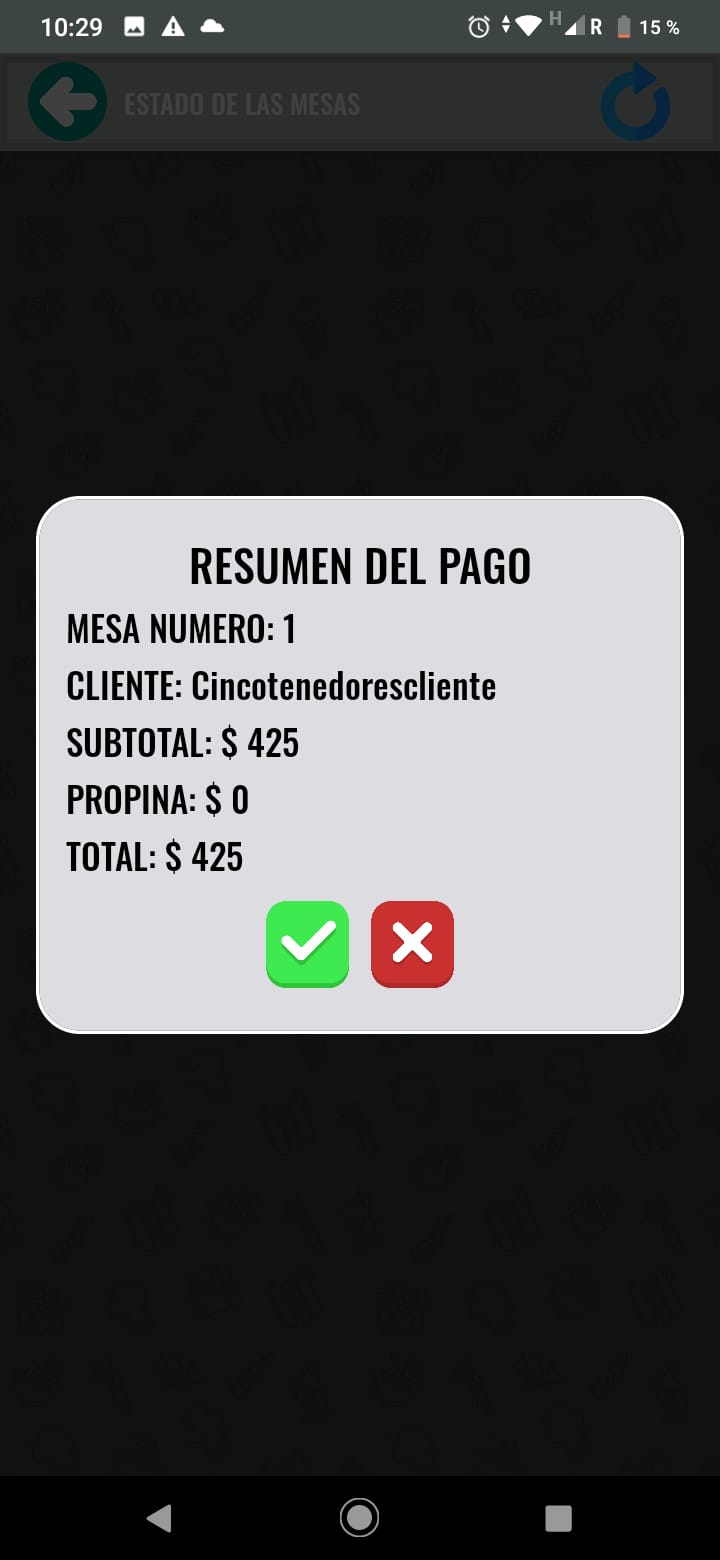 10:29 H R 15 %
ESTADO DE LAS MESAS
RESUMEN DEL PAGO
MESA NUMERO: 1
CLIENTE: Cincotenedorescliente
SUBTOTAL: $ 425
PROPINA: $ 0
TOTAL: $ 425